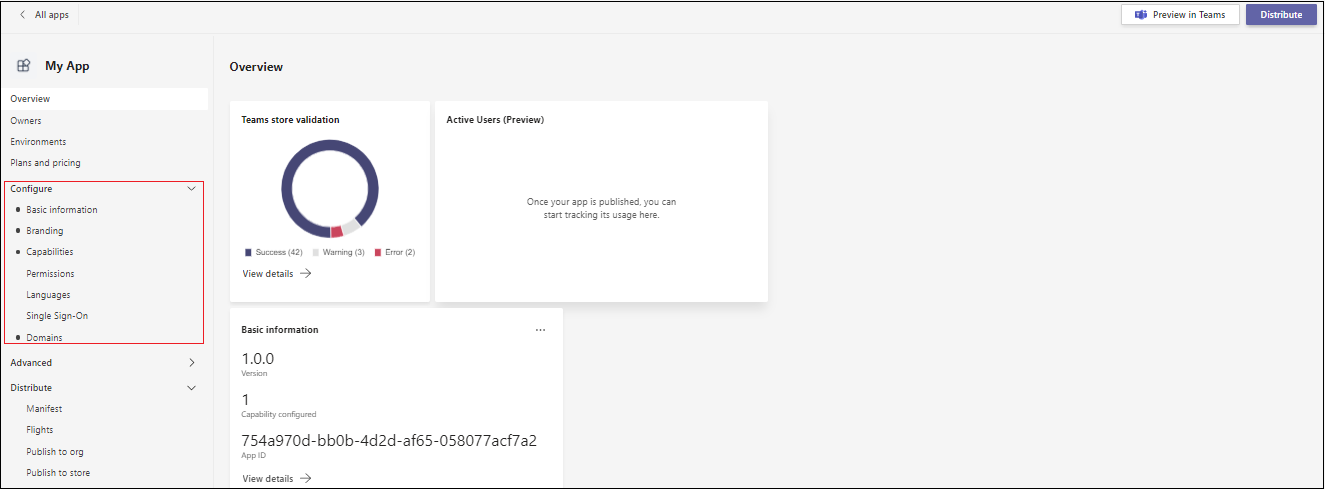 All apps
Preview in Teams
Distribute
My App
Overview
Owners
Environments
Plans and pricing
Configure
Basic information
Branding
Capabilities
Permissions
Languages
Single Sign-On
Domains
Advanced
Distribute
Manifest
Flights
Publish to org
Publish to store
Overview
Teams store validation
Success (42) Warning (3) Error (2)
View details
Active Users (Preview)
Once your app is published, you can
start tracking its usage here.
Basic information
...
1.0.0
Version
1
Capability configured
754a970d-bb0b-4d2d-af65-058077acf7a2
App ID
View details